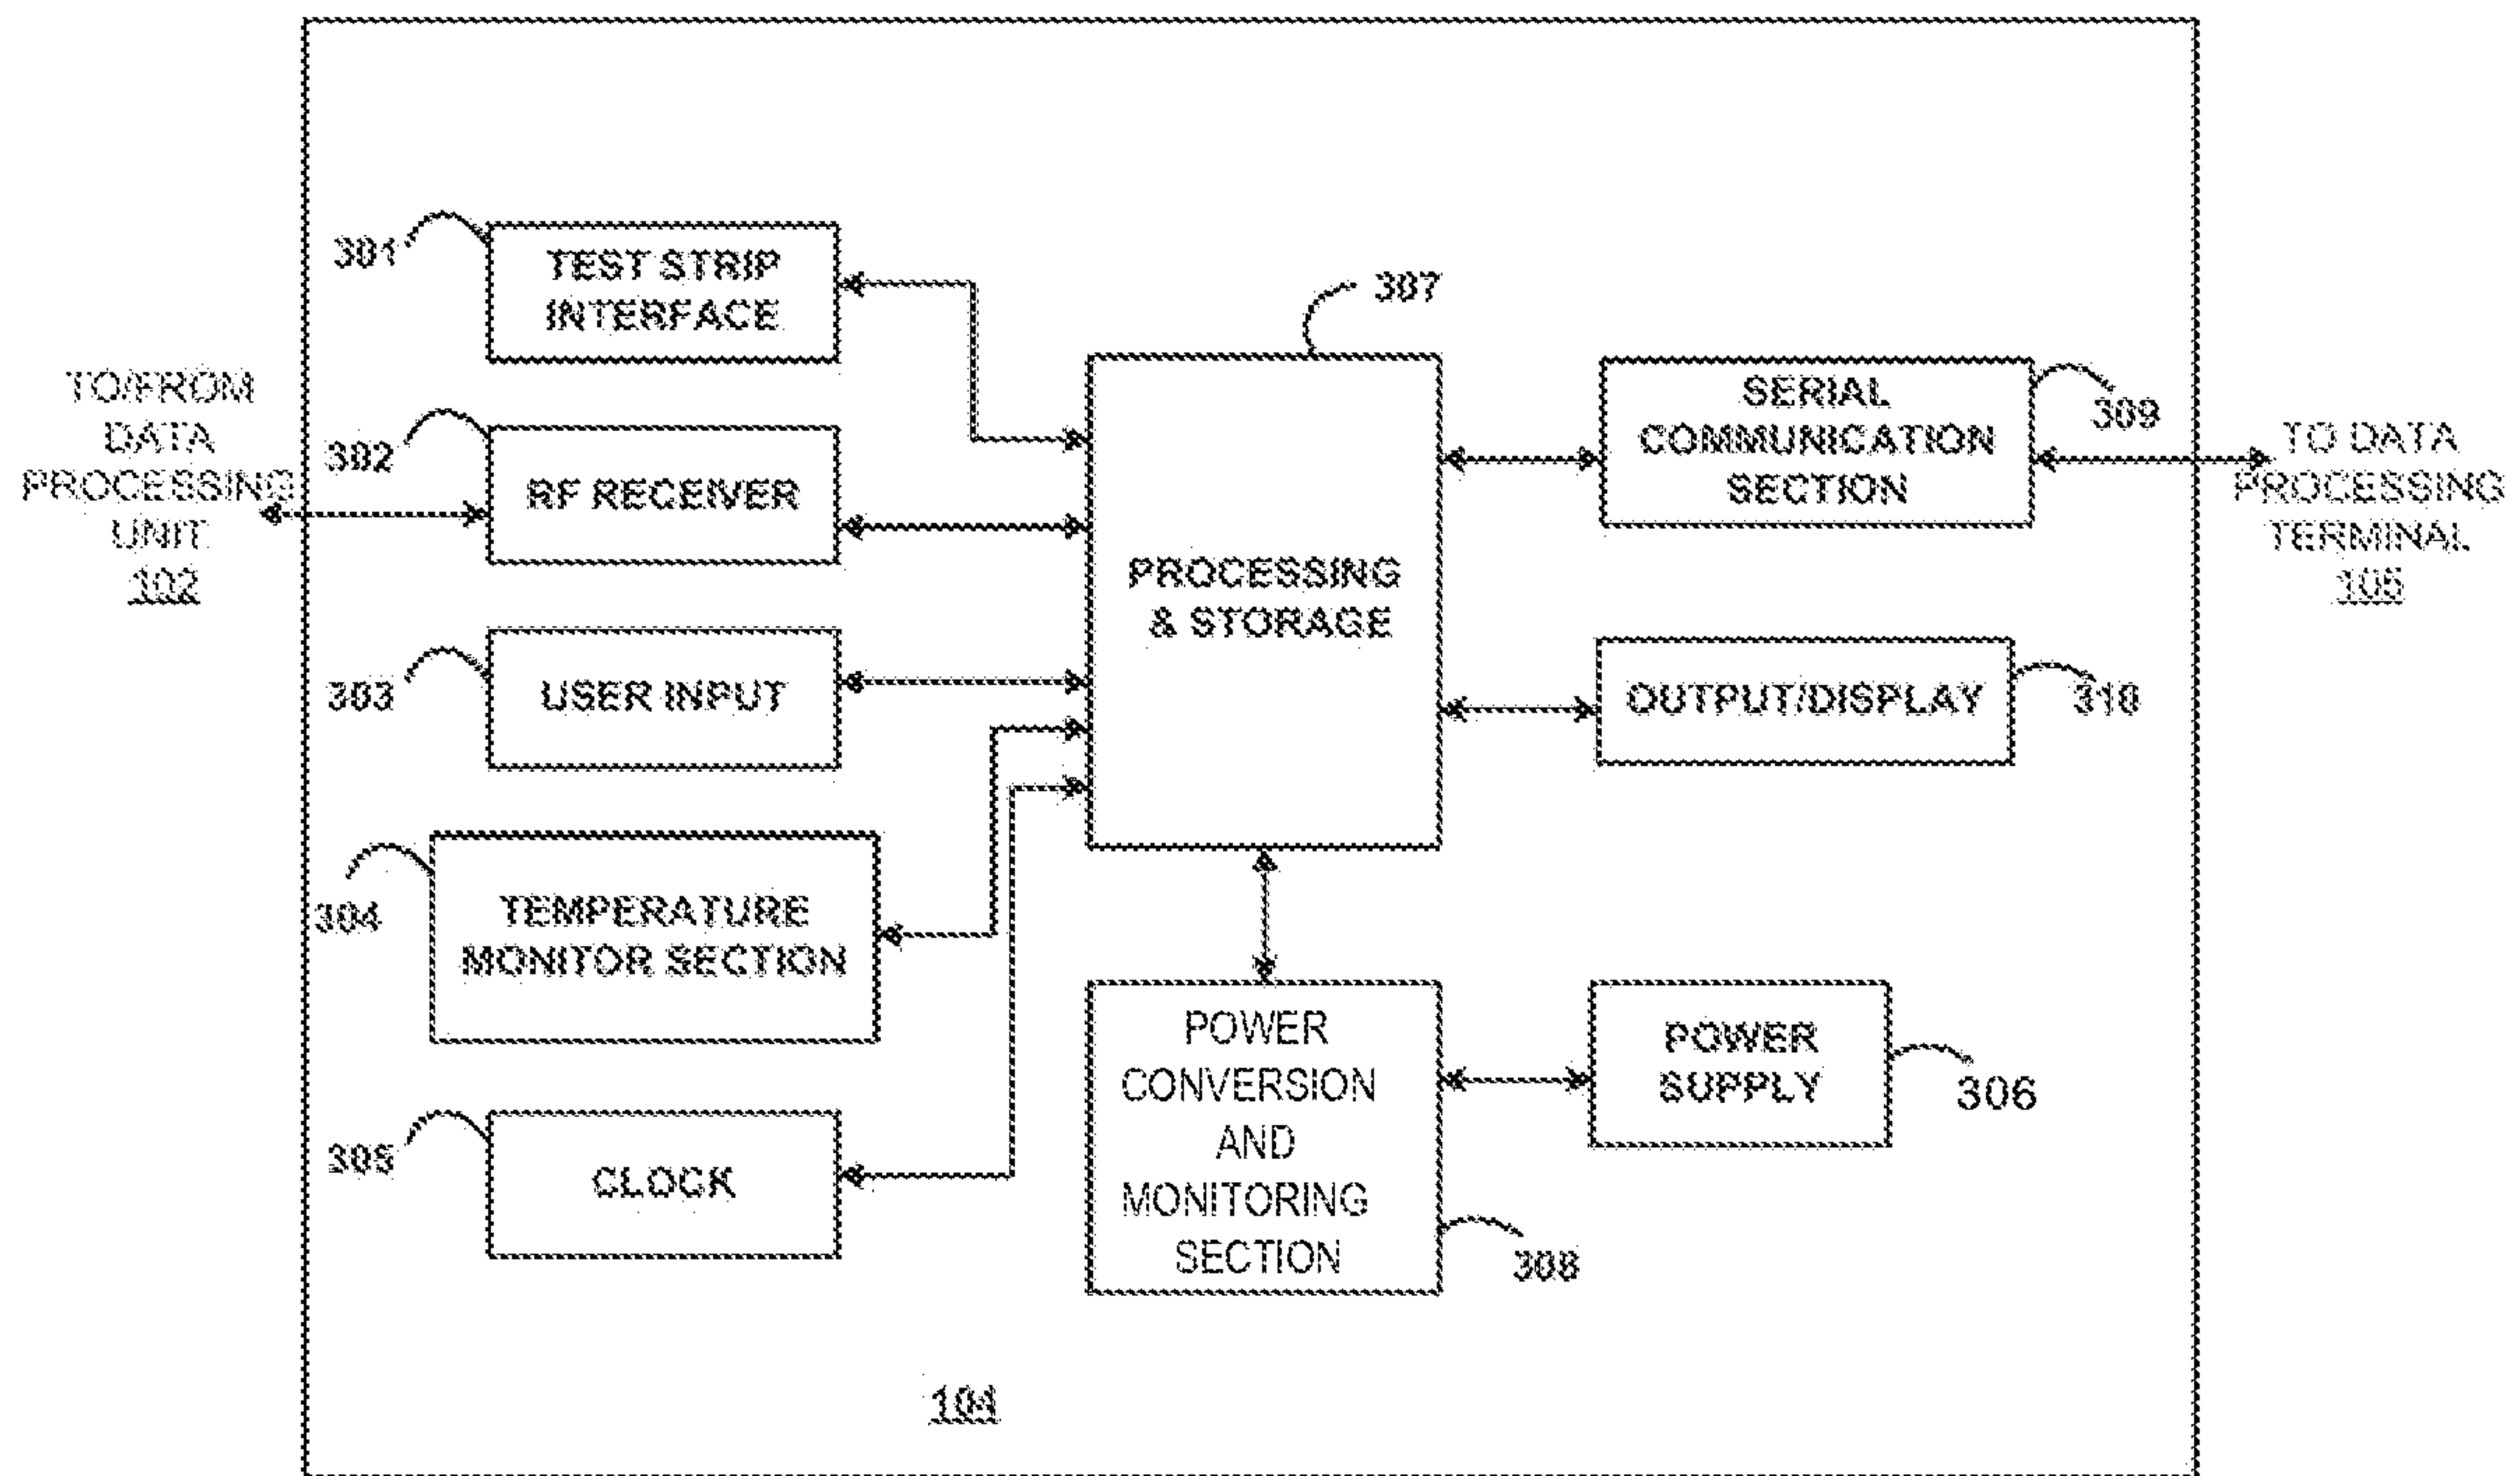 301
TEST STRIP
INTERFACE
307
TO/FROM
DATA
PROCESSING
UNIT
102
302
RF RECEIVER
SERIAL
COMMUNICATION
SECTION
309
TO DATA
PROCESSING
TERMINAL
105
PROCESSING
& STORAGE
303
USER INPUT
OUTPUT/DISPLAY
310
304
TEMPERATURE
MONITOR SECTION
POWER
CONVERSION
AND
MONITORING
SECTION
308
POWER
SUPPLY
306
305
CLOCK
104